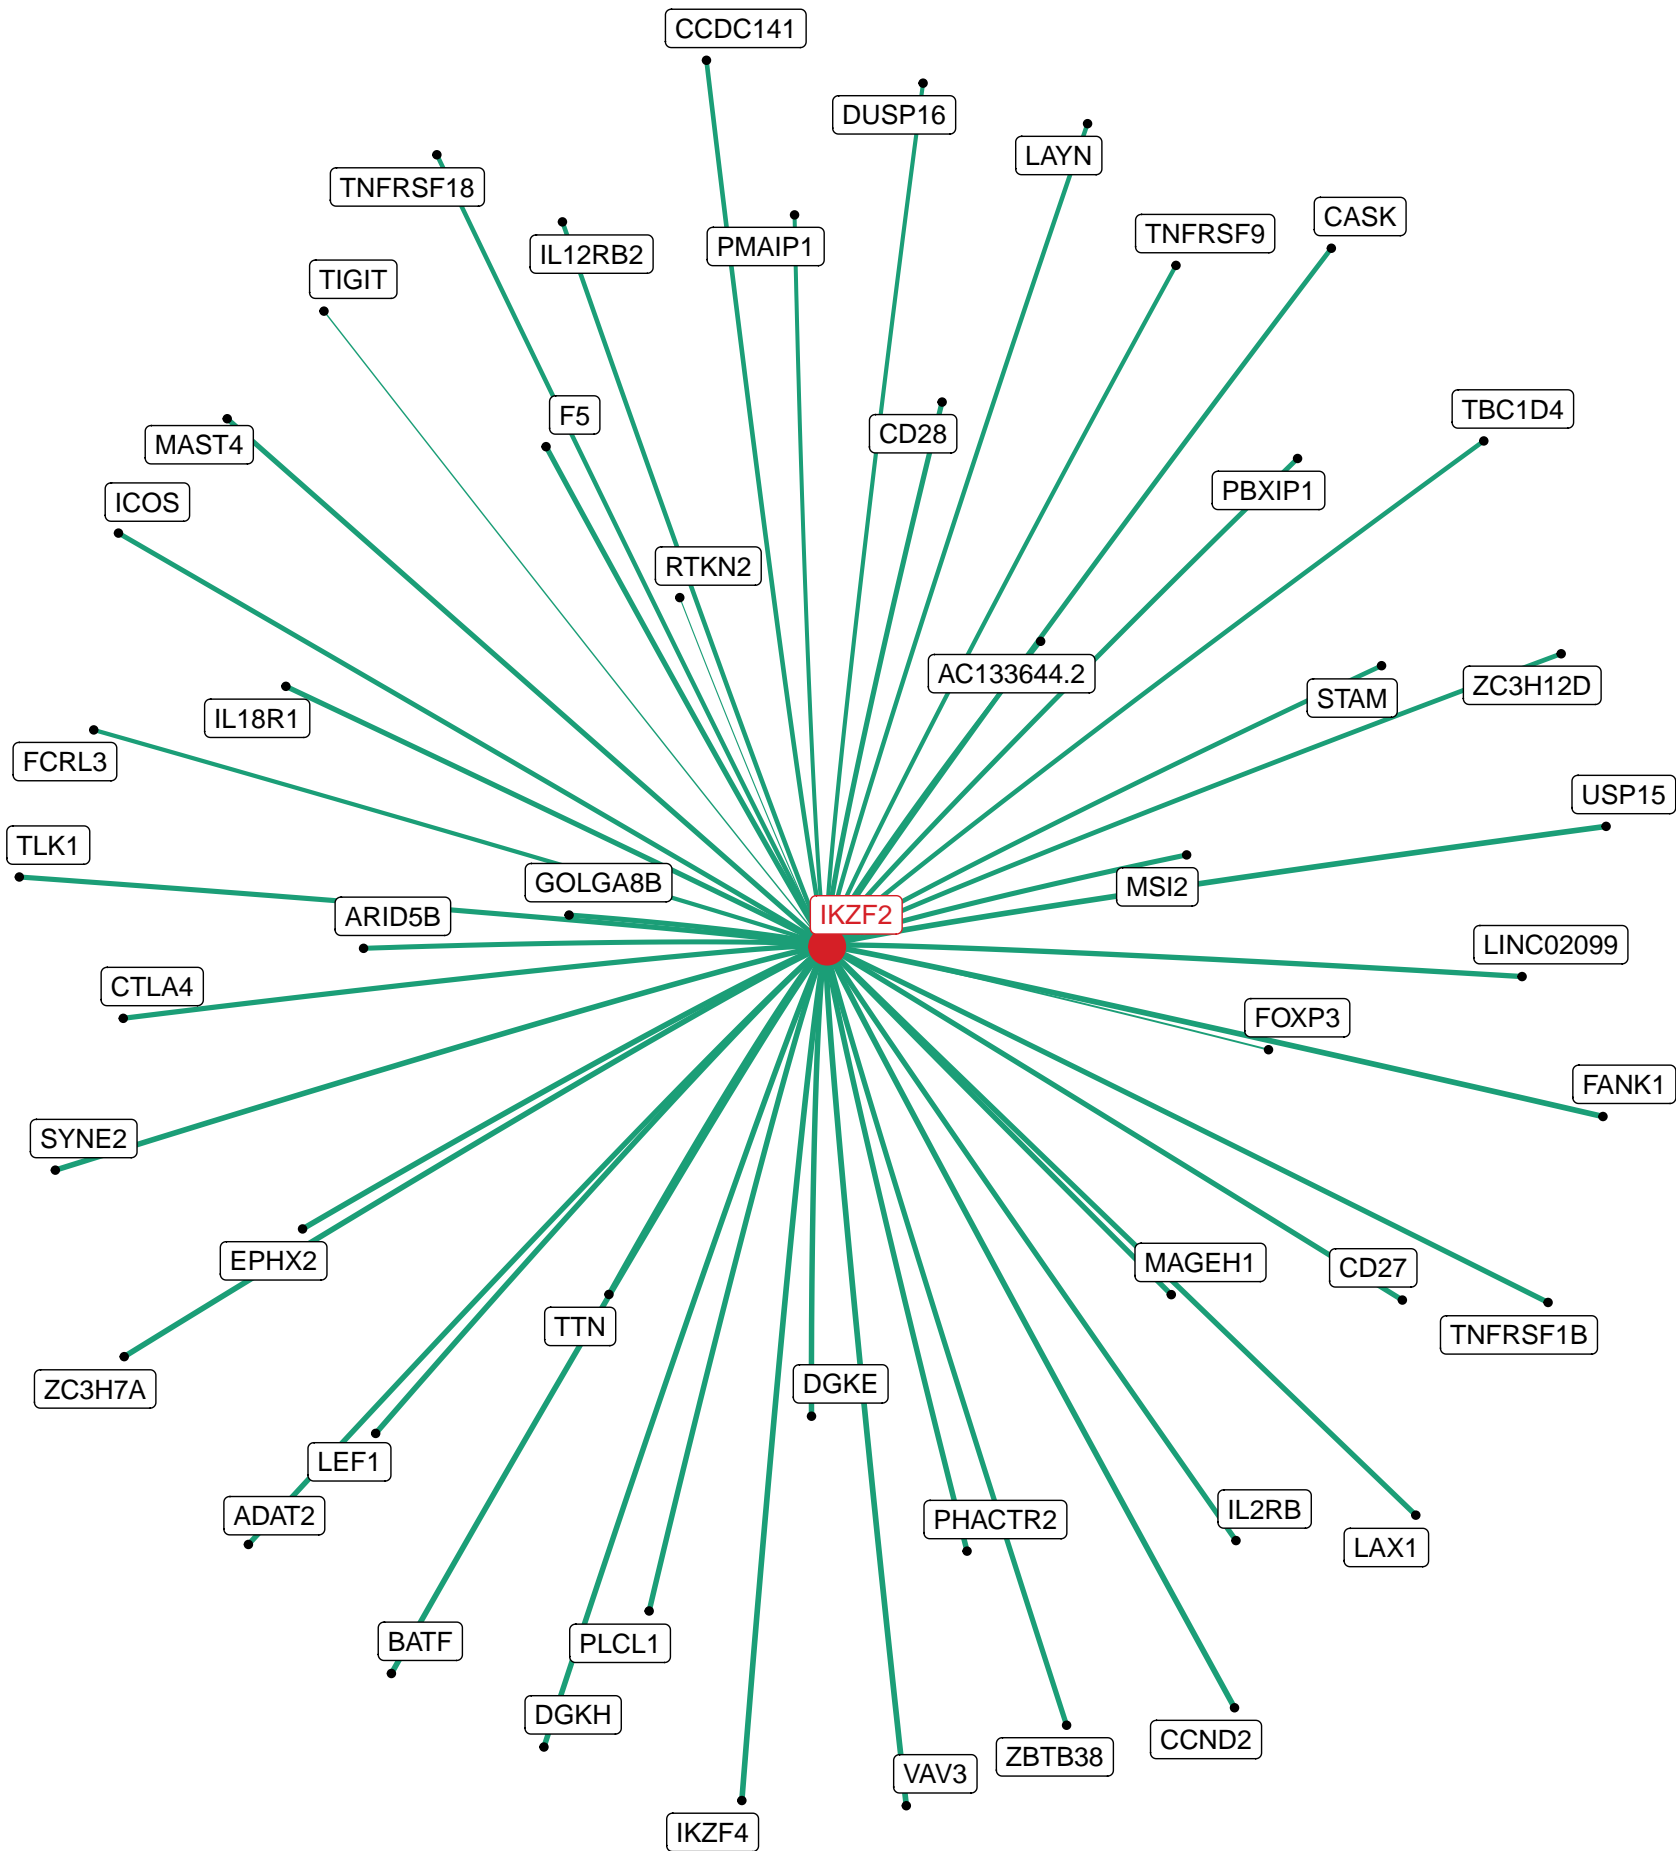 CCDC141
DUSP16
LAYN
TNFRSF18
CASK
TNFRSF9
PMAIP1
IL12RB2
TIGIT
TBC1D4
F5
CD28
MAST4
PBXIP1
ICOS
RTKN2
AC133644.2
ZC3H12D
STAM
IL18R1
FCRL3
USP15
TLK1
GOLGA8B
MSI2
IKZF2
ARID5B
LINC02099
CTLA4
FOXP3
FANK1
SYNE2
EPHX2
MAGEH1
CD27
TTN
TNFRSF1B
DGKE
ZC3H7A
LEF1
IL2RB
ADAT2
PHACTR2
LAX1
BATF
PLCL1
DGKH
CCND2
ZBTB38
VAV3
IKZF4